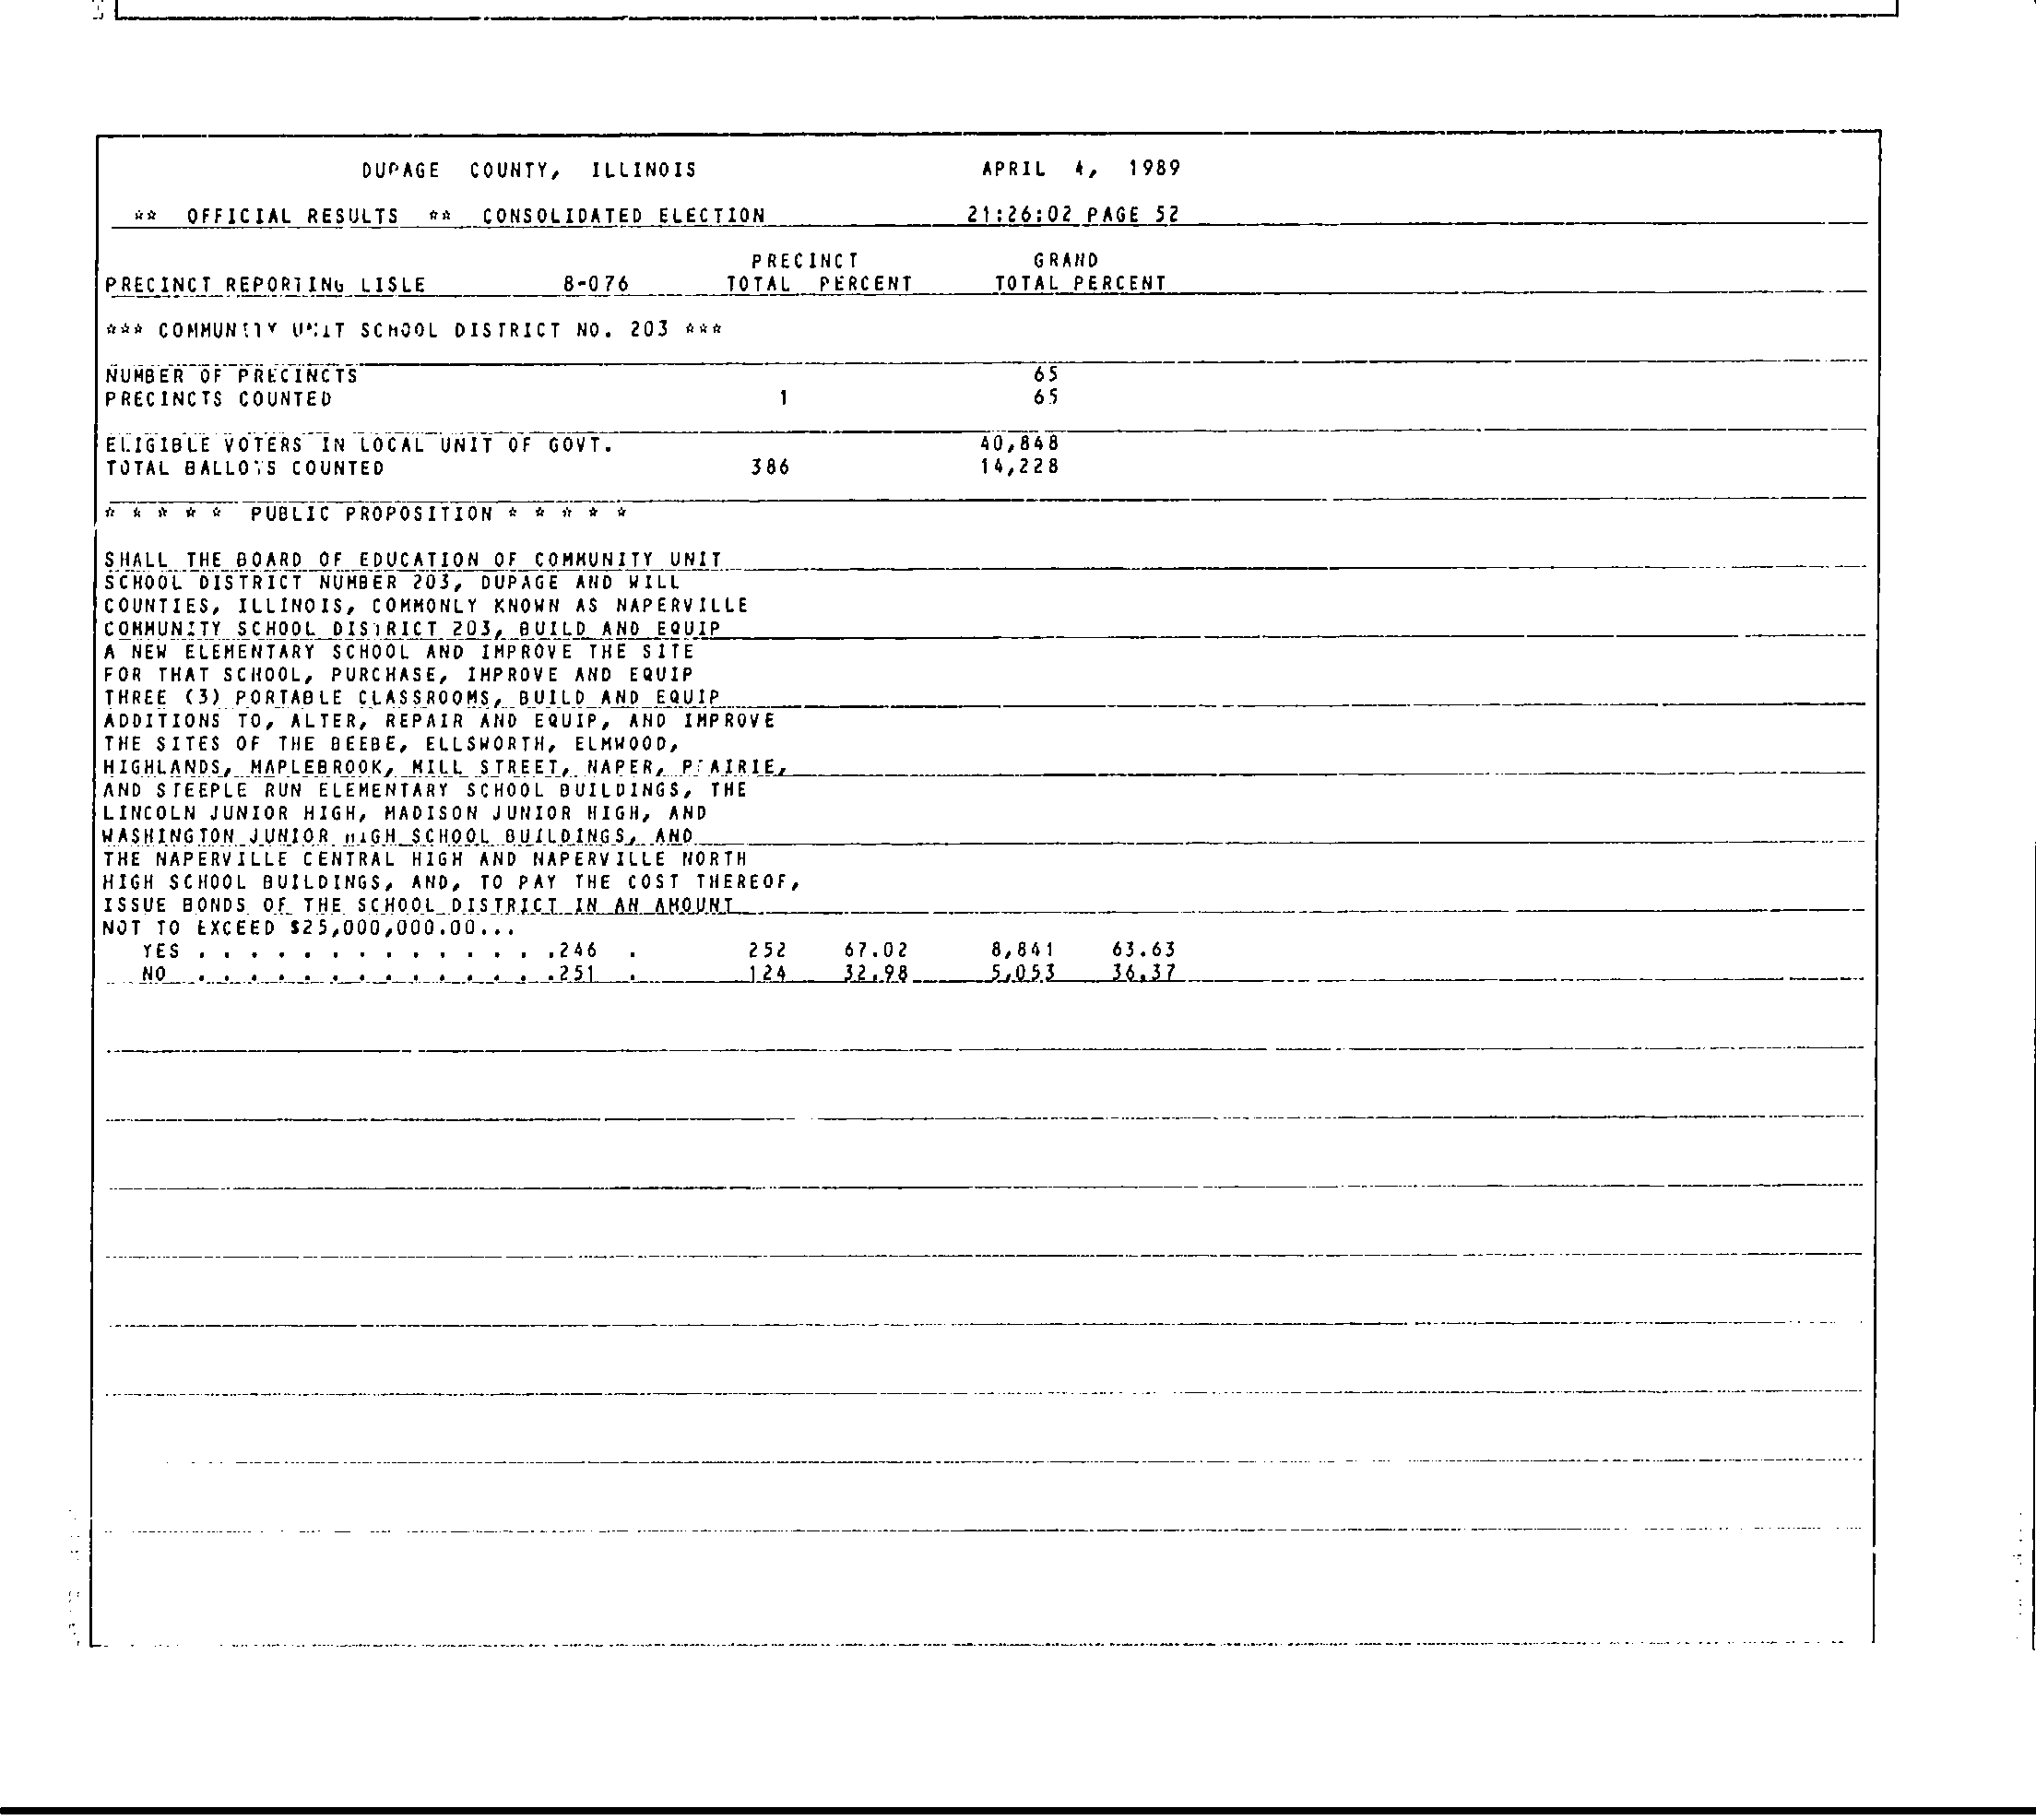 DUPAGE COUNTY, ILLINOIS APRIL 4, 1989
** OFFICIAL RESULTS ** CONSOLIDATED ELECTION 21:26:02 PAGE 52
PRECINCT GRAND
PRECINCT REPORTING LISLE 8-076 TOTAL PERCENT TOTAL PERCENT
*** COMMUNITY UNIT SCHOOL DISTRICT NO. 203 ***
NUMBER OF PRECINCTS 65
PRECINCTS COUNTED 1 65
ELIGIBLE VOTERS IN LOCAL UNIT OF GOVT. 40,848
TOTAL BALLOTS COUNTED 386 14,228
* * * * * PUBLIC PROPOSITION * * * * *
SHALL THE BOARD OF EDUCATION OF COMMUNITY UNIT
SCHOOL DISTRICT NUMBER 203, DUPAGE AND WILL
COUNTIES, ILLINOIS, COMMONLY KNOWN AS NAPERVILLE
COMMUNITY SCHOOL DISTRICT 203, BUILD AND EQUIP
A NEW ELEMENTARY SCHOOL AND IMPROVE THE SITE
FOR THAT SCHOOL, PURCHASE, IMPROVE AND EQUIP
THREE (3) PORTABLE CLASSROOMS, BUILD AND EQUIP
ADDITIONS TO, ALTER, REPAIR AND EQUIP, AND IMPROVE
THE SITES OF THE BEEBE, ELLSWORTH, ELMWOOD,
HIGHLANDS, MAPLEBROOK, MILL STREET, NAPER, PRAIRIE,
AND STEEPLE RUN ELEMENTARY SCHOOL BUILDINGS, THE
LINCOLN JUNIOR HIGH, MADISON JUNIOR HIGH, AND
WASHINGTON JUNIOR HIGH SCHOOL BUILDINGS, AND
THE NAPERVILLE CENTRAL HIGH AND NAPERVILLE NORTH
HIGH SCHOOL BUILDINGS, AND, TO PAY THE COST THEREOF,
ISSUE BONDS OF THE SCHOOL DISTRICT IN AN AMOUNT
NOT TO EXCEED $25,000,000.00...
YES . . . . . . . . . . . . . .246 . 252 67.02 8,841 63.63
NO . . . . . . . . . . . . . .251 . 124 32.98 5,053 36.37